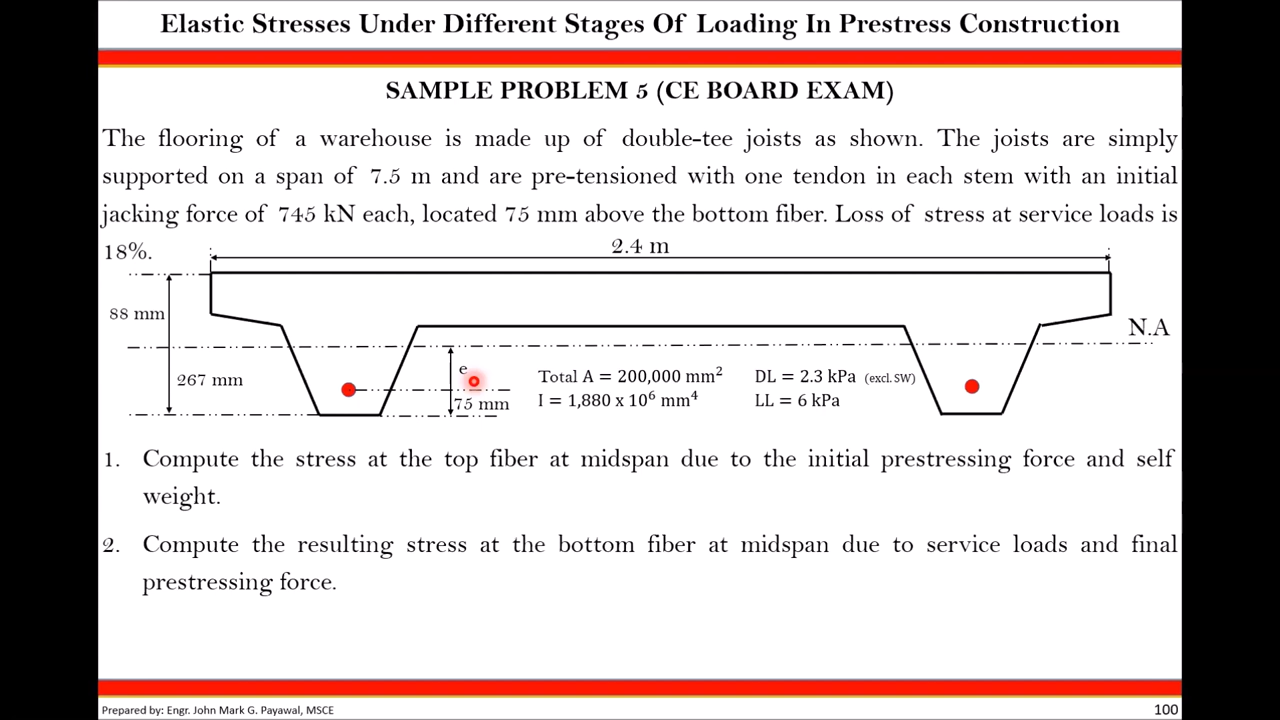 Elastic Stresses Under Different Stages Of Loading In Prestress Construction
SAMPLE PROBLEM 5 (CE BOARD EXAM)
The flooring of a warehouse is made up of double-tee joists as shown. The joists are simply
supported on a span of 7.5 m and are pre-tensioned with one tendon in each stem with an initial
jacking force of 745 kN each, located 75 mm above the bottom fiber. Loss of stress at service loads is
18%.
2.4 m
88 mm
N.A
267 mm
e
75 mm
Total A = 200,000 mm²
I = 1,880 x 10⁶ mm⁴
DL = 2.3 kPa (excl. SW)
LL = 6 kPa
1. Compute the stress at the top fiber at midspan due to the initial prestressing force and self
weight.
2. Compute the resulting stress at the bottom fiber at midspan due to service loads and final
prestressing force.
Prepared by: Engr. John Mark G. Payawal, MSCE
100